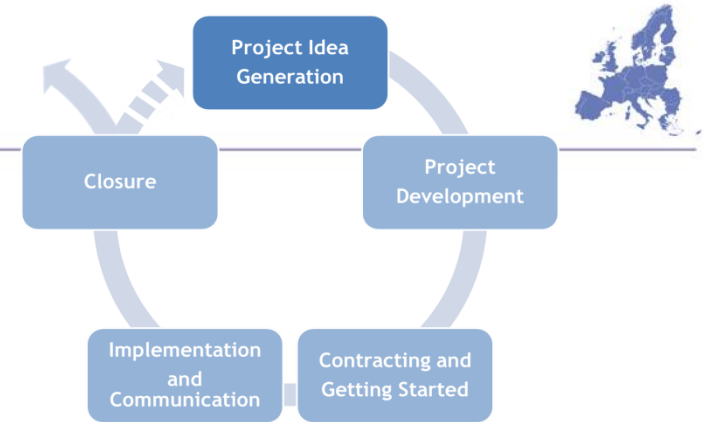 Project Idea
Generation
Project
Development
Contracting and
Getting Started
Implementation
and
Communication
Closure